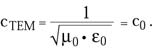 c_TEM = 1 / √(μ₀ · ε₀) = c₀ .